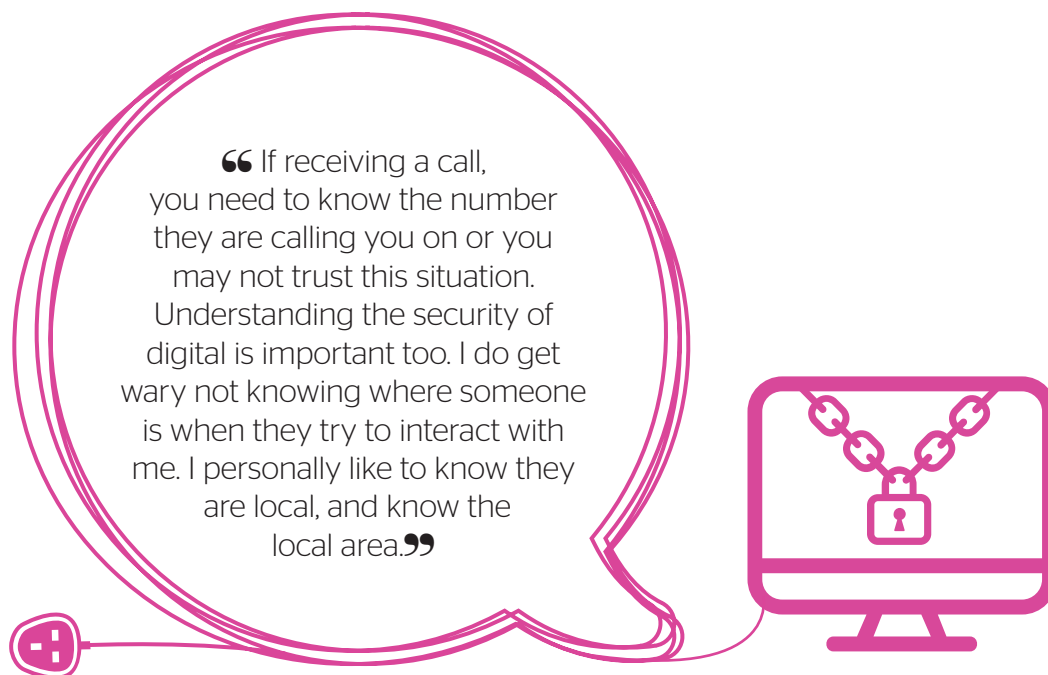 ❝ If receiving a call,
you need to know the number
they are calling you on or you
may not trust this situation.
Understanding the security of
digital is important too. I do get
wary not knowing where someone
is when they try to interact with
me. I personally like to know they
are local, and know the
local area.❞